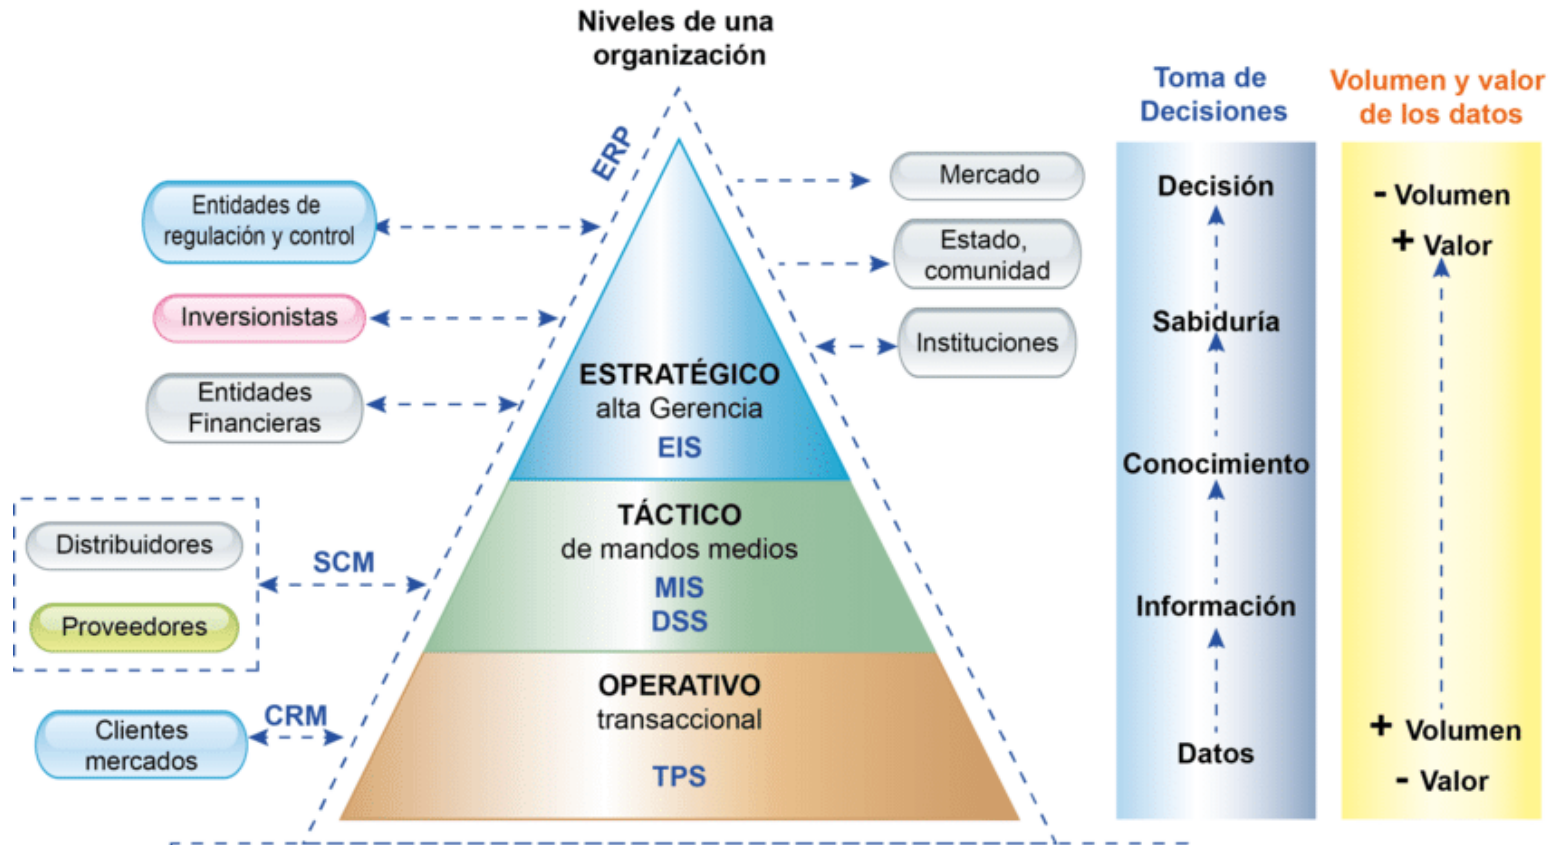 Niveles de una
organización
Toma de
Decisiones
Volumen y valor
de los datos
ERP
Entidades de
regulación y control
Inversionistas
Entidades
Financieras
Distribuidores
Proveedores
SCM
Clientes
mercados
CRM
ESTRATÉGICO
alta Gerencia
EIS
TÁCTICO
de mandos medios
MIS
DSS
OPERATIVO
transaccional
TPS
Mercado
Estado,
comunidad
Instituciones
Decisión
Sabiduría
Conocimiento
Información
Datos
- Volumen
+ Valor
+ Volumen
- Valor